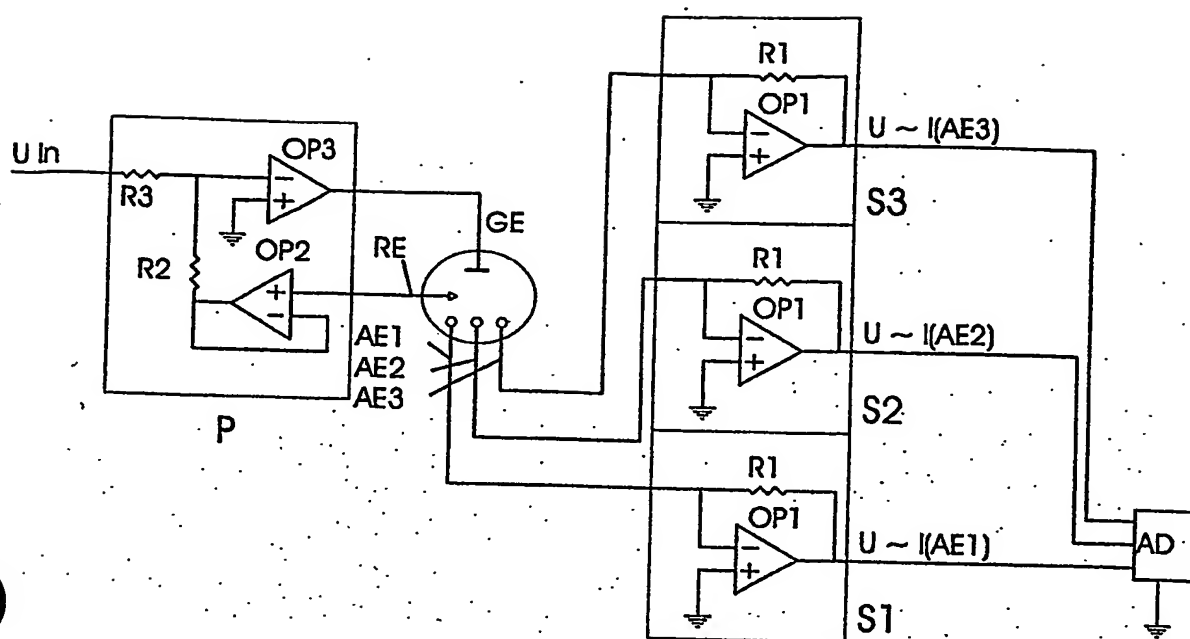 R1
OP1
U ~ I(AE3)
S3
U In
OP3
R3
GE
OP2
R2
RE
R1
OP1
U ~ I(AE2)
S2
AE1
AE2
AE3
P
R1
OP1
U ~ I(AE1)
S1
AD